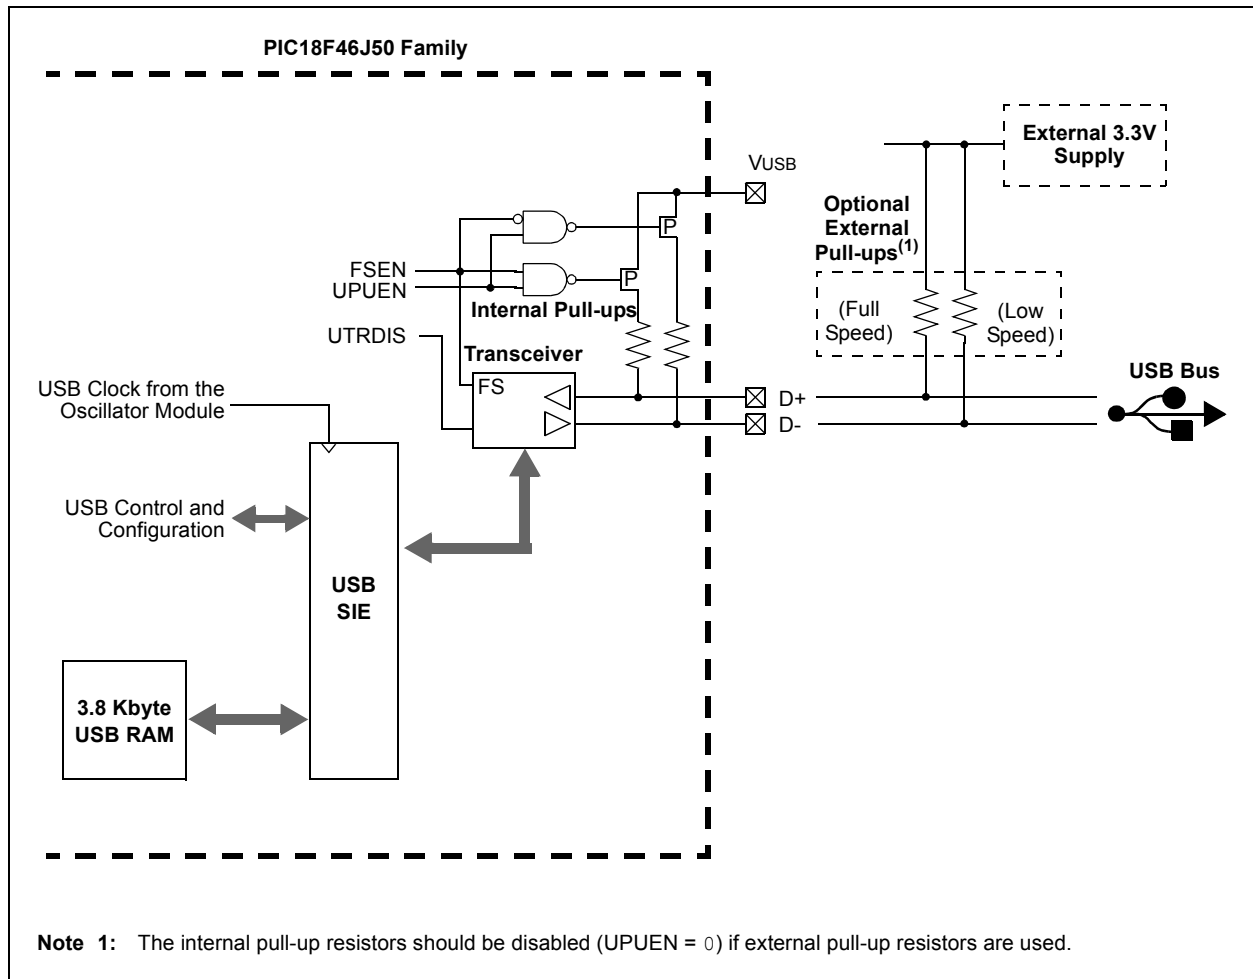 PIC18F46J50 Family
External 3.3V
Supply
VUSB
Optional
External
Pull-ups(1)
P
FSEN
P
UPUEN
Internal Pull-ups
(Full
Speed)
(Low
Speed)
UTRDIS
Transceiver
FS
USB Bus
USB Clock from the
Oscillator Module
D+
D-
USB Control and
Configuration
USB
SIE
3.8 Kbyte
USB RAM
Note 1: The internal pull-up resistors should be disabled (UPUEN = 0) if external pull-up resistors are used.